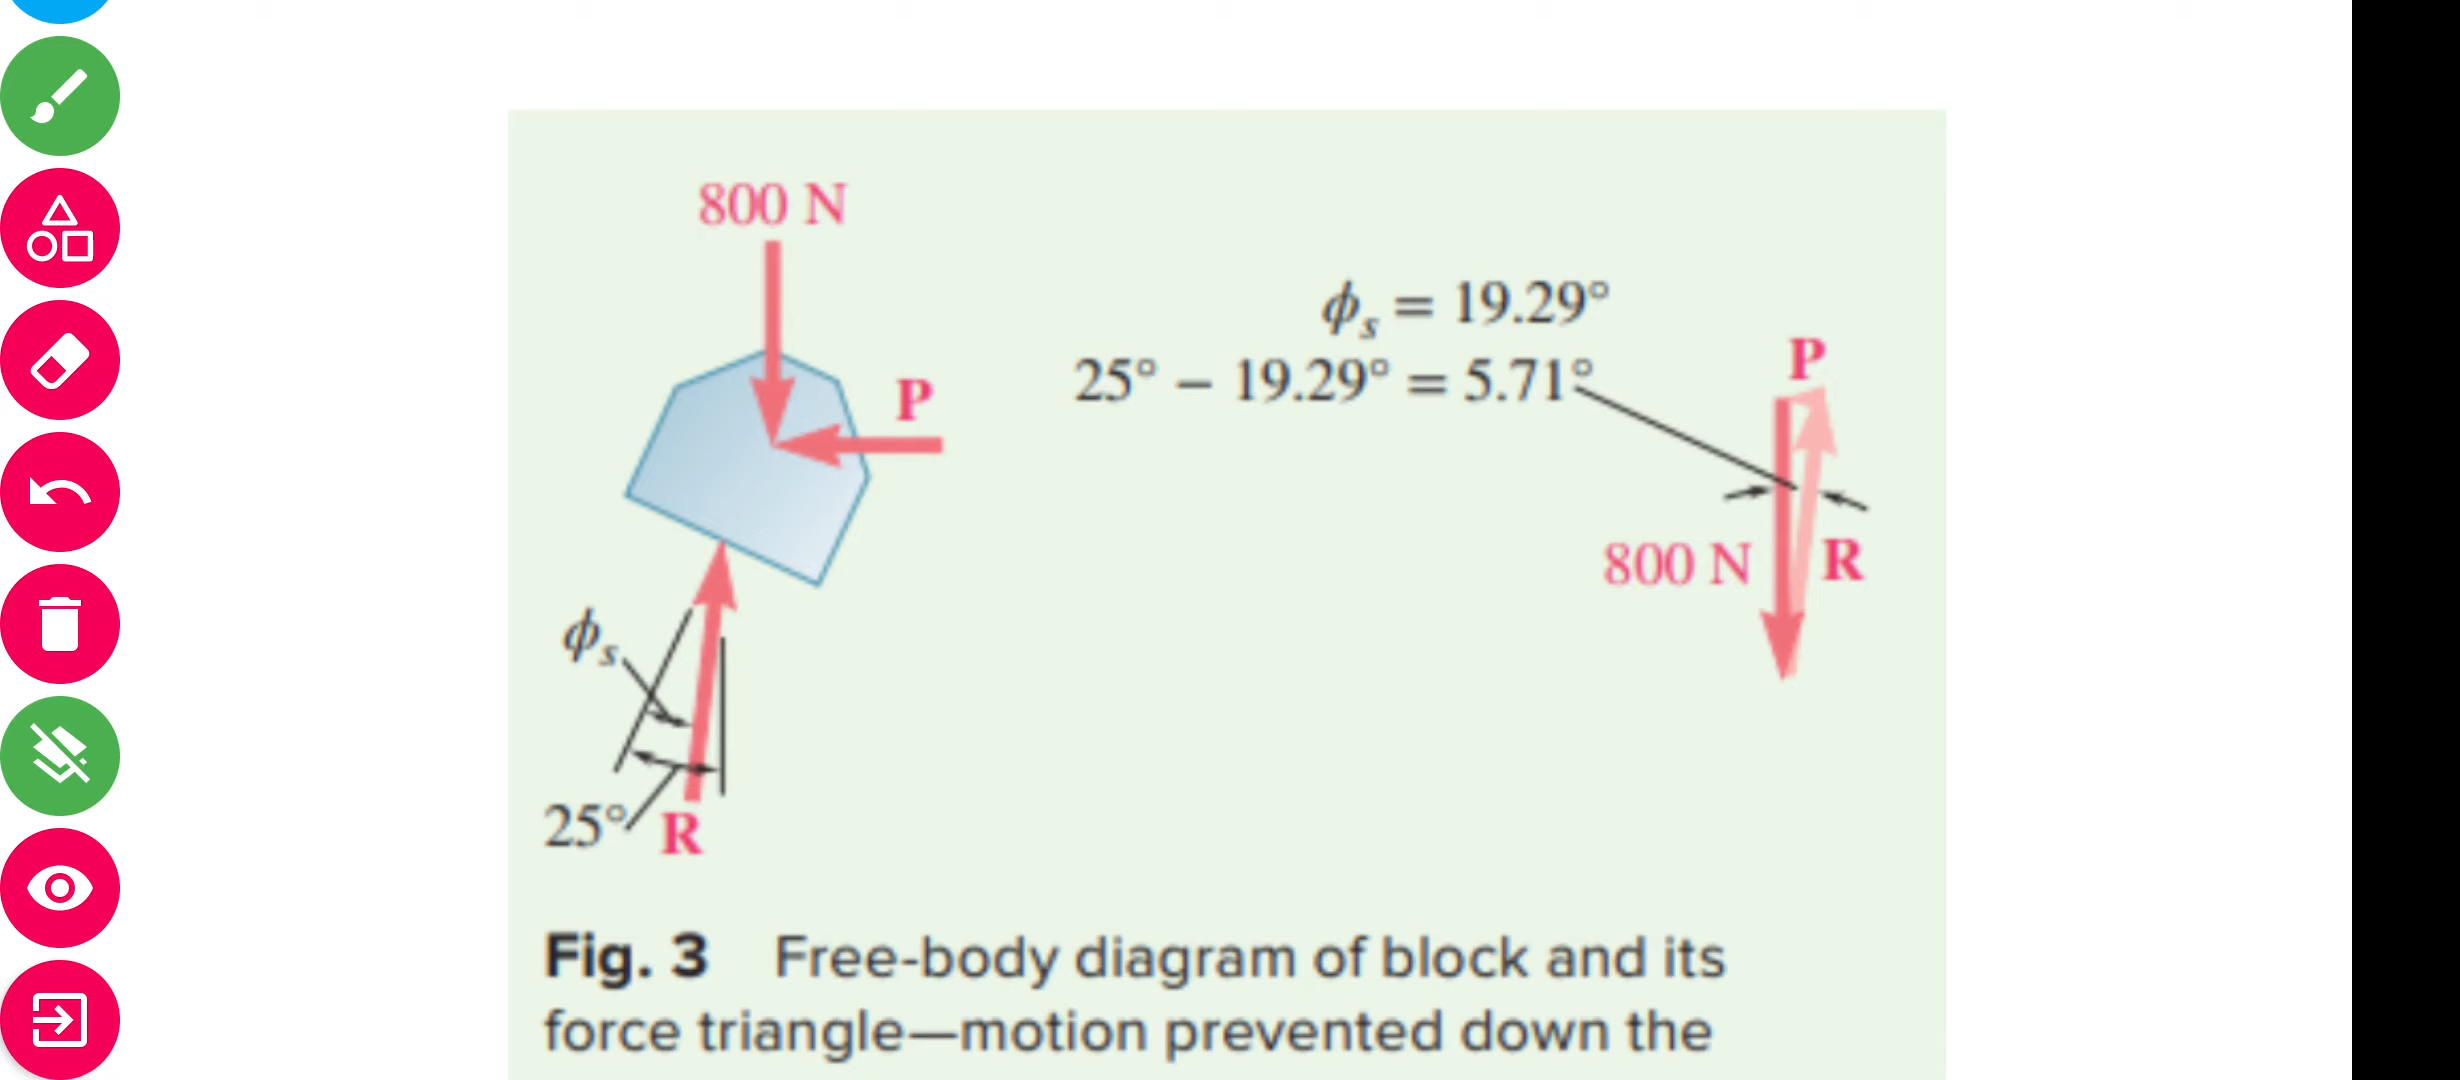 800 N
P
ϕs
25°
R
ϕs = 19.29°
25° – 19.29° = 5.71°
P
800 N
R
Fig. 3 Free-body diagram of block and its
force triangle—motion prevented down the